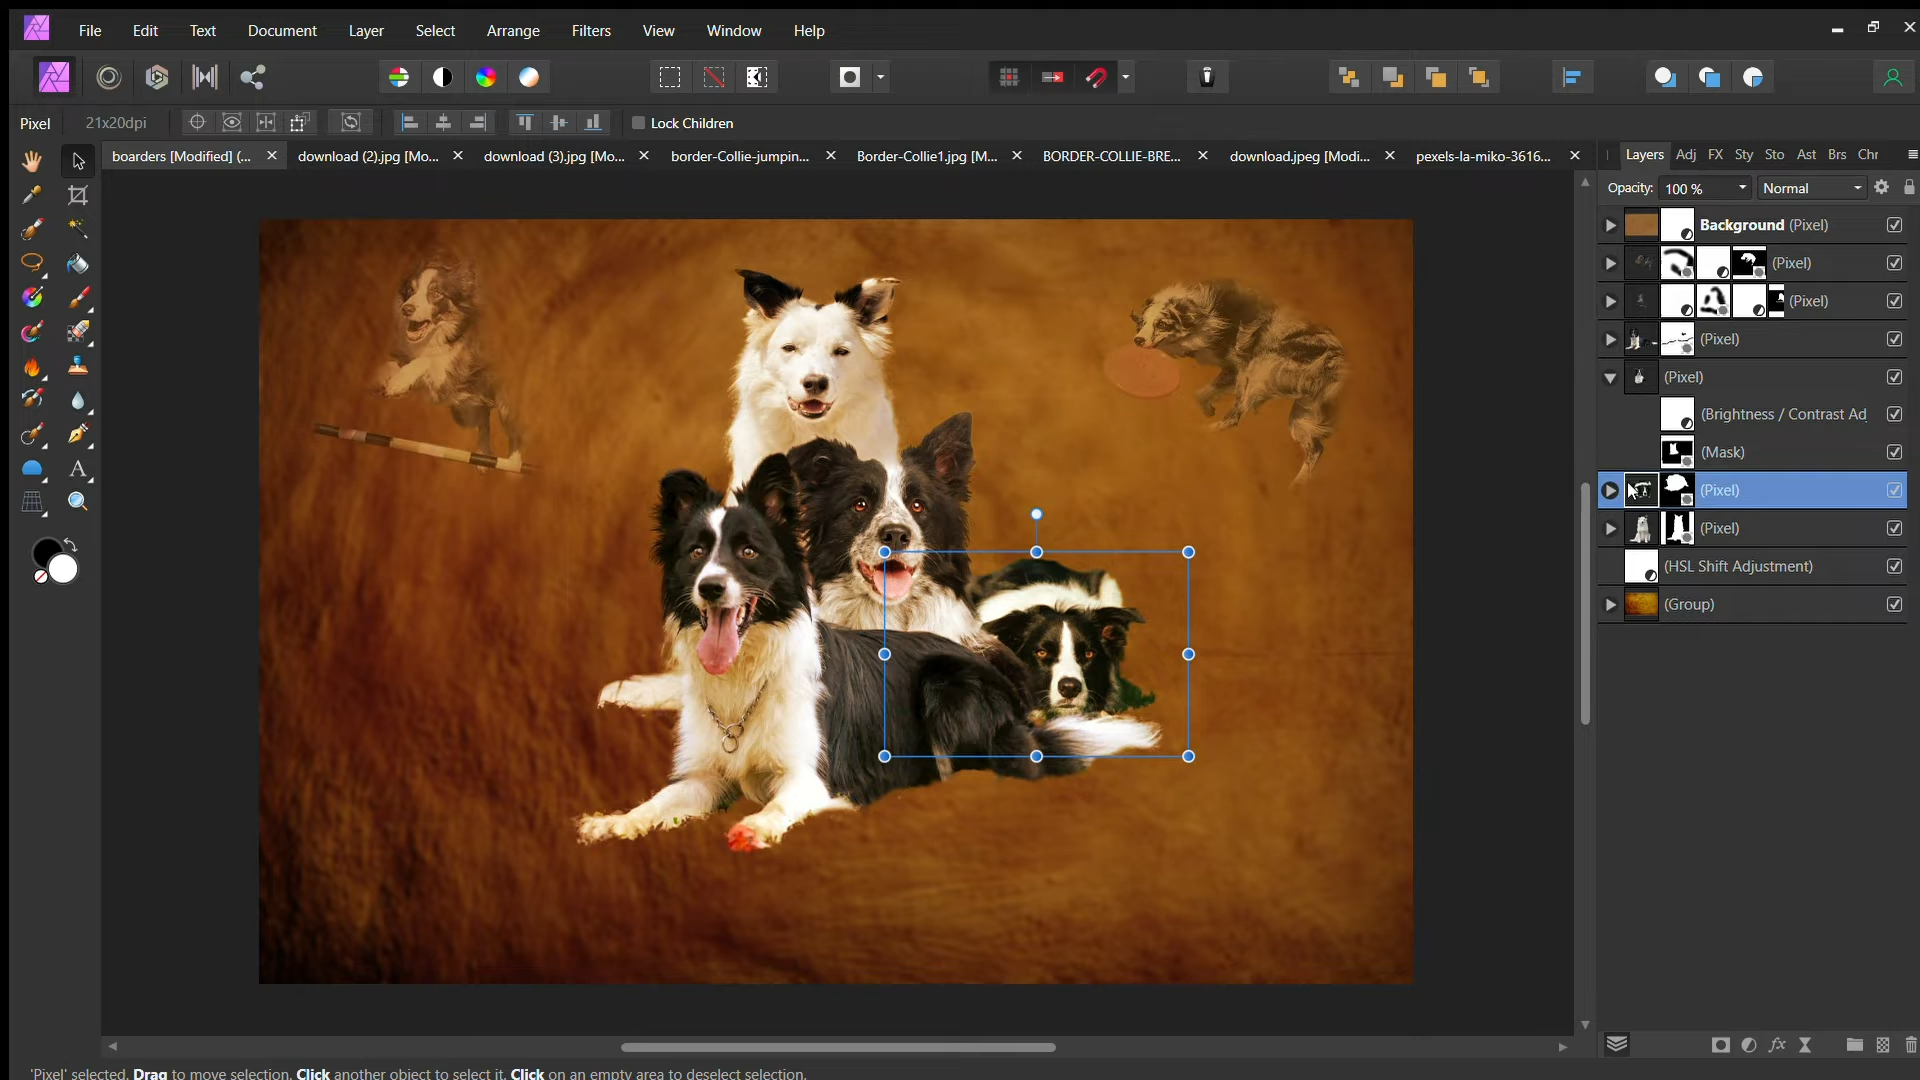 File Edit Text Document Layer Select Arrange Filters View Window Help
Pixel 21x20dpi Lock Children
boarders [Modified] (... download (2).jpg [Mo... download (3).jpg [Mo... border-Collie-jumpin... Border-Collie1.jpg [M... BORDER-COLLIE-BRE... download.jpeg [Modi... pexels-la-miko-3616... Layers Adj FX Sty Sto Ast Brs Chr
Opacity: 100 % Normal
Background (Pixel)
(Pixel)
(Pixel)
(Pixel)
(Pixel)
(Brightness / Contrast Ad
(Mask)
(Pixel)
(Pixel)
(HSL Shift Adjustment)
(Group)
'Pixel' selected. Drag to move selection. Click another object to select it. Click on an empty area to deselect selection.